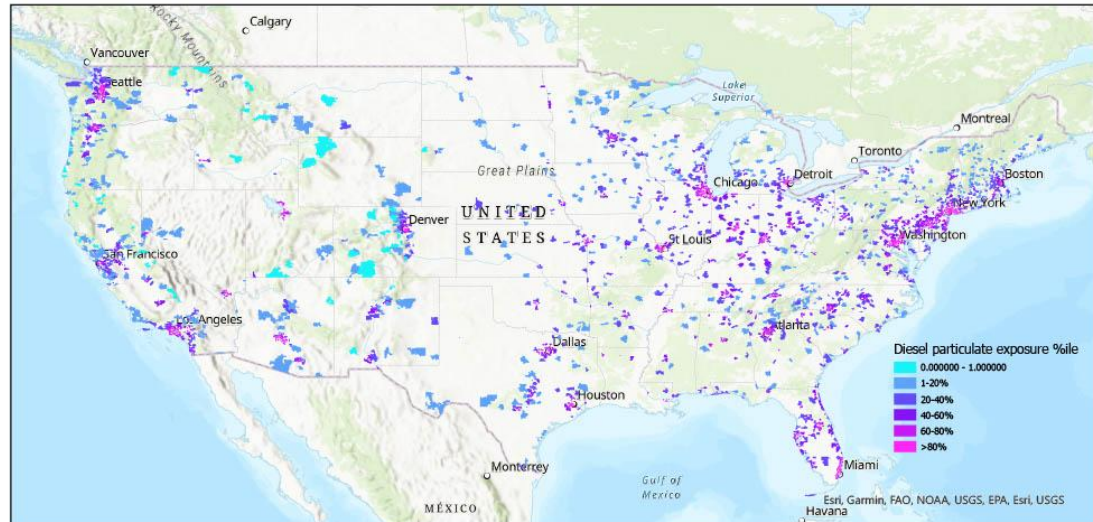 Calgary
Rocky Mountains
Vancouver
Seattle
Lake
Superior
Montreal
Toronto
Great Plains
Chicago
Detroit
Boston
New York
UNITED
STATES
Denver
St Louis
Washington
San Francisco
Los Angeles
Atlanta
Dallas
Houston
Diesel particulate exposure %ile
0.000000 - 1.000000
1-20%
20-40%
40-60%
60-80%
>80%
Monterrey
Miami
Gulf of
Mexico
Esri, Garmin, FAO, NOAA, USGS, EPA, Esri, USGS
MÉXICO
Havana